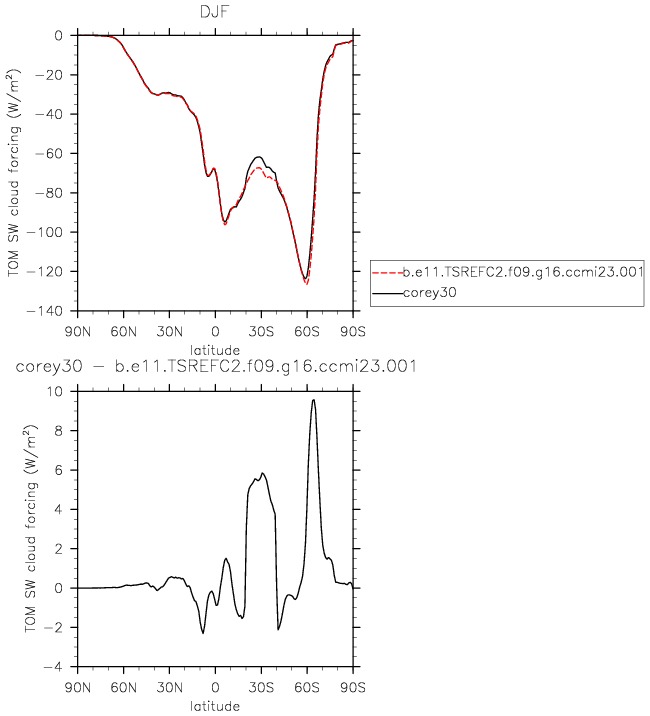 DJF
0
−20
−40
−60
−80
−100
−120
−140
TOM SW cloud forcing (W/m²)
90N 60N 30N 0 30S 60S 90S
latitude
b.e11.TSREFC2.f09.g16.ccmi23.001
corey30
corey30 − b.e11.TSREFC2.f09.g16.ccmi23.001
10
8
6
4
2
0
−2
−4
TOM SW cloud forcing (W/m²)
90N 60N 30N 0 30S 60S 90S
latitude